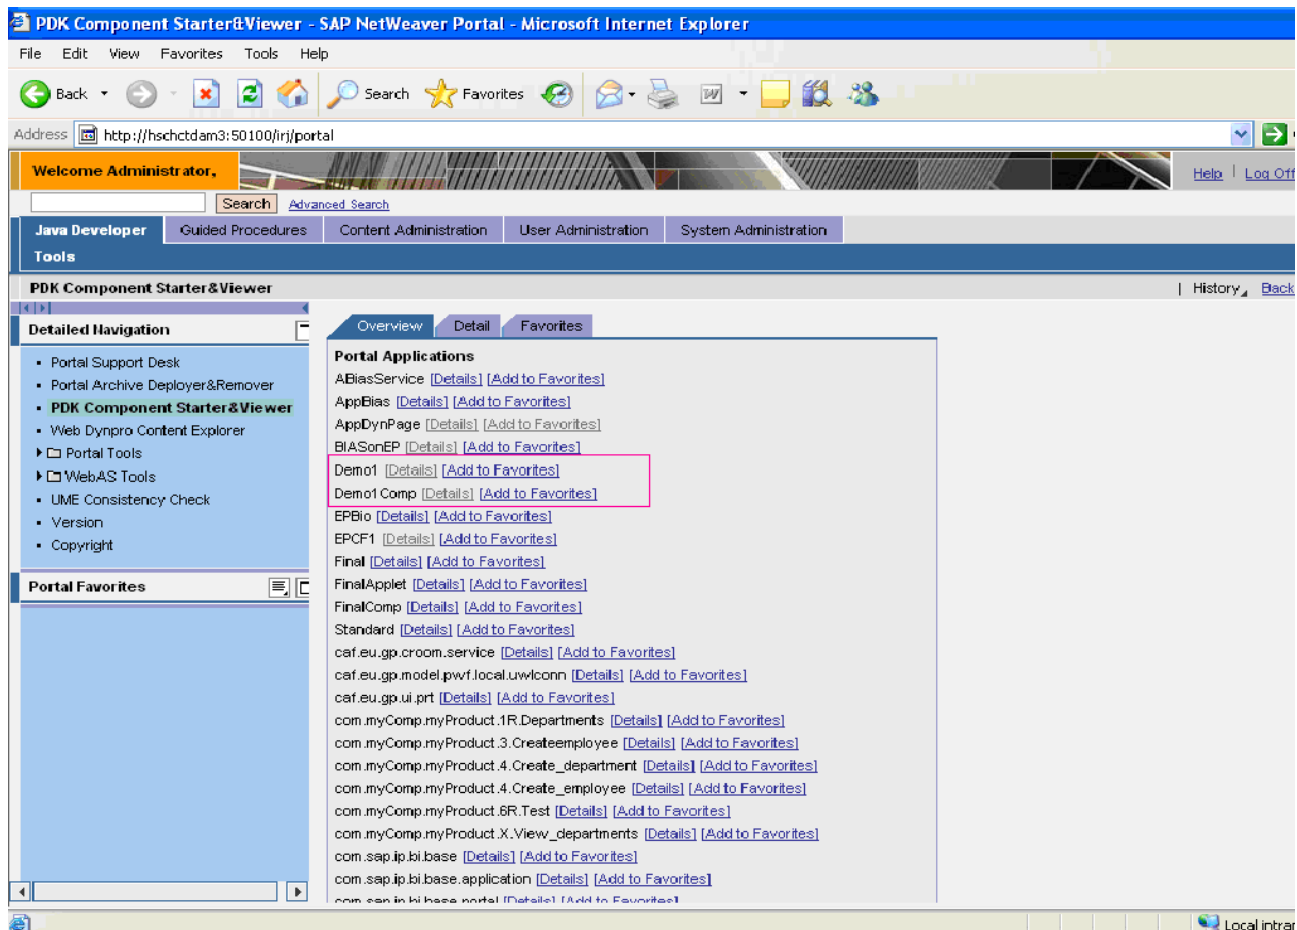 PDK Component Starter&Viewer - SAP NetWeaver Portal - Microsoft Internet Explorer
File Edit View Favorites Tools Help
Back Search Favorites
Address http://hschctdam3:50100/irj/portal
Welcome Administrator,
Help Log Off
Search Advanced Search
Java Developer Guided Procedures Content Administration User Administration System Administration
Tools
PDK Component Starter&Viewer
History Back
Detailed Navigation
Portal Support Desk
Portal Archive Deployer&Remover
PDK Component Starter&Viewer
Web Dynpro Content Explorer
Portal Tools
WebAS Tools
UME Consistency Check
Version
Copyright
Portal Favorites
Overview Detail Favorites
Portal Applications
ABiasService [Details] [Add to Favorites]
AppBias [Details] [Add to Favorites]
AppDynPage [Details] [Add to Favorites]
BIASonEP [Details] [Add to Favorites]
Demo1 [Details] [Add to Favorites]
Demo1Comp [Details] [Add to Favorites]
EPBio [Details] [Add to Favorites]
EPCF1 [Details] [Add to Favorites]
Final [Details] [Add to Favorites]
FinalApplet [Details] [Add to Favorites]
FinalComp [Details] [Add to Favorites]
Standard [Details] [Add to Favorites]
caf.eu.gp.croom.service [Details] [Add to Favorites]
caf.eu.gp.model.pwf.local.uwlconn [Details] [Add to Favorites]
caf.eu.gp.ui.prt [Details] [Add to Favorites]
com.myComp.myProduct.1R.Departments [Details] [Add to Favorites]
com.myComp.myProduct.3.Createemployee [Details] [Add to Favorites]
com.myComp.myProduct.4.Create_department [Details] [Add to Favorites]
com.myComp.myProduct.4.Create_employee [Details] [Add to Favorites]
com.myComp.myProduct.6R.Test [Details] [Add to Favorites]
com.myComp.myProduct.X.View_departments [Details] [Add to Favorites]
com.sap.ip.bi.base [Details] [Add to Favorites]
com.sap.ip.bi.base.application [Details] [Add to Favorites]
com.sap.ip.bi.base.portal [Details] [Add to Favorites]
Local intran